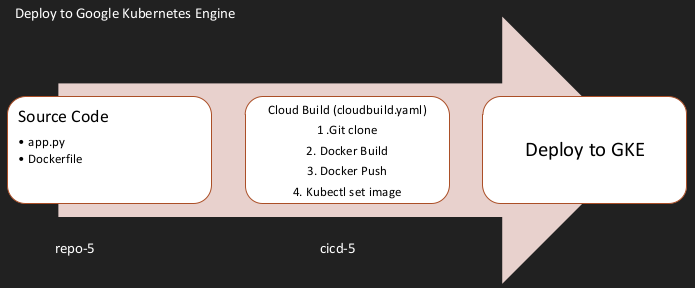 Deploy to Google Kubernetes Engine
Source Code
• app.py
• Dockerfile
Cloud Build (cloudbuild.yaml)
1 .Git clone
2. Docker Build
3. Docker Push
4. Kubectl set image
Deploy to GKE
repo-5
cicd-5